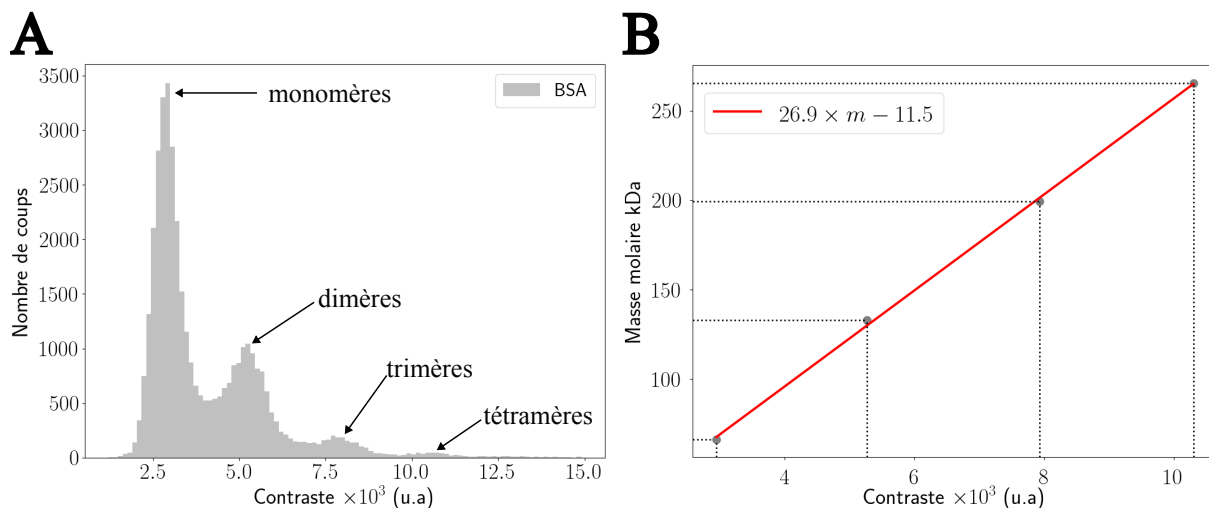 A
B
3500
3000
2500
2000
1500
1000
500
0
Nombre de coups
BSA
monomères
dimères
trimères
tétramères
2.5
5.0
7.5
10.0
12.5
15.0
Contraste ×10³ (u.a)
250
200
150
100
Masse molaire kDa
26.9 × m − 11.5
4
6
8
10
Contraste ×10³ (u.a)